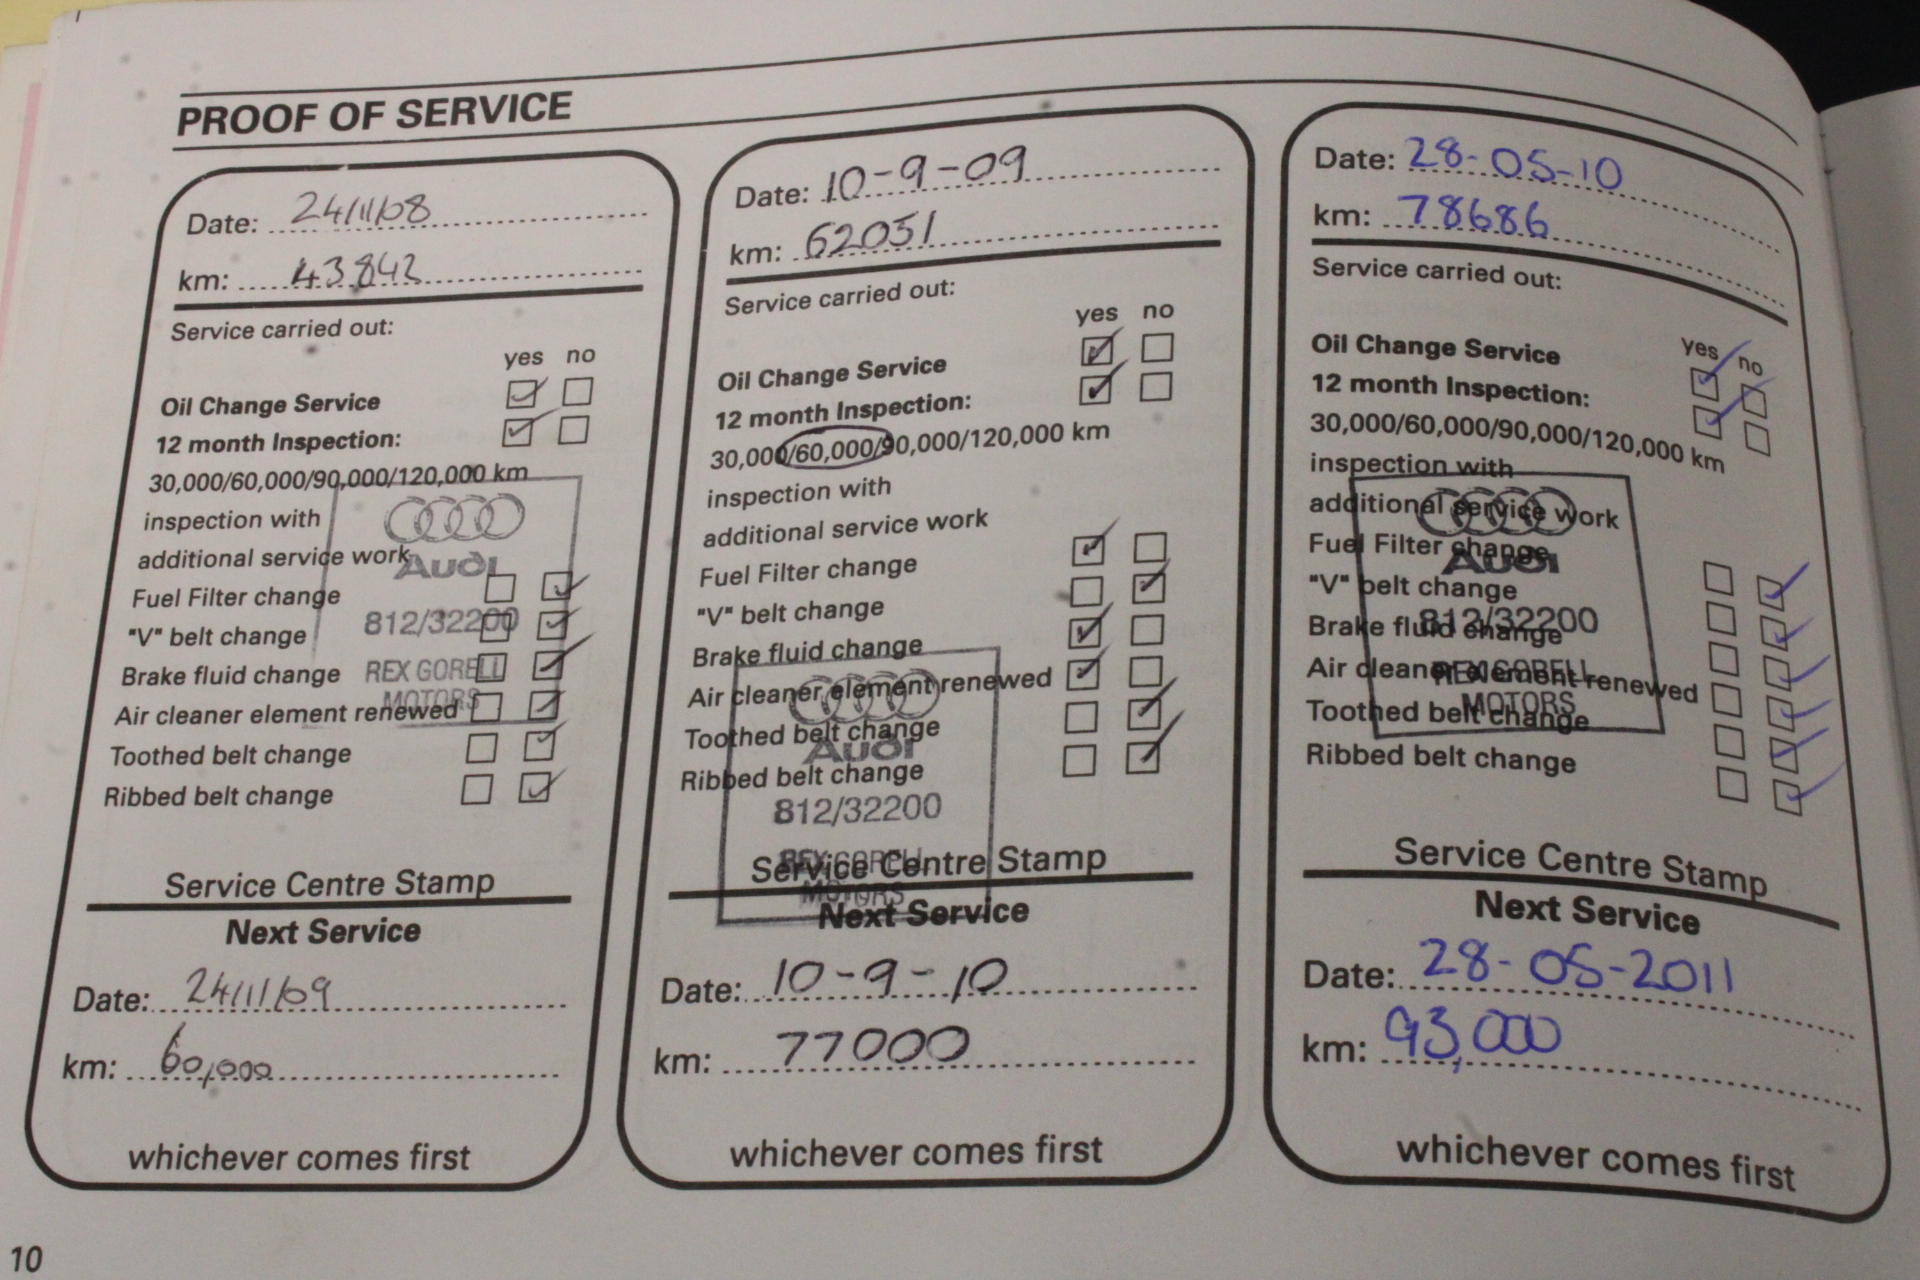 PROOF OF SERVICE
Date: 24/11/08
km: 43842
Service carried out:
yes no
Oil Change Service
12 month Inspection:
30,000/60,000/90,000/120,000 km
inspection with
additional service work
Fuel Filter change
"V" belt change
Brake fluid change
Air cleaner element renewed
Toothed belt change
Ribbed belt change
Audi
812/32200
REX GORELL
MOTORS
Service Centre Stamp
Next Service
Date: 24/11/09
km: 60,000
whichever comes first
Date: 10-9-09
km: 62051
Service carried out:
yes no
Oil Change Service
12 month Inspection:
30,000/60,000/90,000/120,000 km
inspection with
additional service work
Fuel Filter change
"V" belt change
Brake fluid change
Air cleaner element renewed
Toothed belt change
Ribbed belt change
Audi
812/32200
REX GORELL
MOTORS
Service Centre Stamp
Next Service
Date: 10-9-10
km: 77000
whichever comes first
Date: 28-05-10
km: 78686
Service carried out:
yes no
Oil Change Service
12 month Inspection:
30,000/60,000/90,000/120,000 km
inspection with
additional service work
Fuel Filter change
"V" belt change
Brake fluid change
Air cleaner element renewed
Toothed belt change
Ribbed belt change
Audi
812/32200
REX GORELL
MOTORS
Service Centre Stamp
Next Service
Date: 28-05-2011
km: 93,000
whichever comes first
10